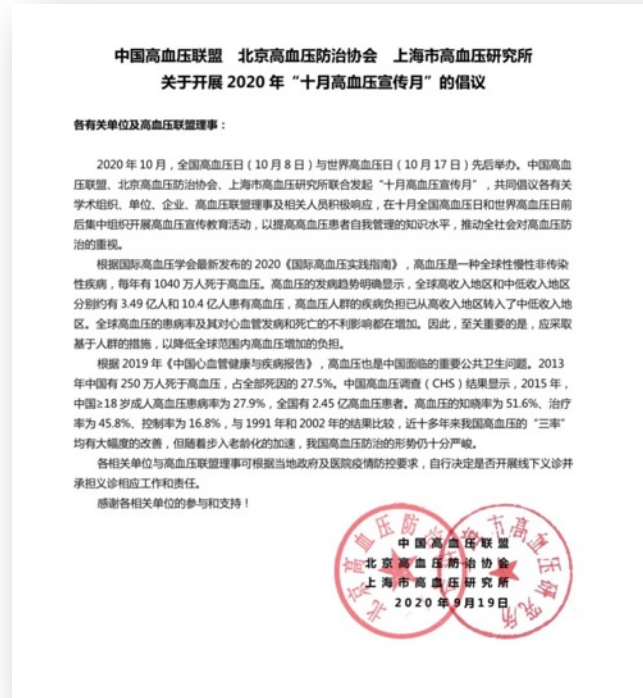 中国高血压联盟 北京高血压防治协会 上海市高血压研究所
关于开展 2020 年“十月高血压宣传月”的倡议
各有关单位及高血压联盟理事：
2020 年 10 月，全国高血压日（10 月 8 日）与世界高血压日（10 月 17 日）先后举办。中国高血
压联盟、北京高血压防治协会、上海市高血压研究所联合发起“十月高血压宣传月”，共同倡议各有关
学术组织、单位、企业、高血压联盟理事及相关人员积极响应，在十月全国高血压日和世界高血压日前
后集中组织开展高血压宣传教育活动，以提高高血压患者自我管理的知识水平，推动全社会对高血压防
治的重视。
根据国际高血压学会最新发布的 2020《国际高血压实践指南》，高血压是一种全球性慢性非传染
性疾病，每年有 1040 万人死于高血压。高血压的发病趋势明确显示，全球高收入地区和中低收入地区
分别约有 3.49 亿人和 10.4 亿人患有高血压，高血压人群的疾病负担已从高收入地区转入了中低收入地
区。全球高血压的患病率及其对心血管发病和死亡的不利影响都在增加。因此，至关重要的是，应采取
基于人群的措施，以降低全球范围内高血压增加的负担。
根据 2019 年《中国心血管健康与疾病报告》，高血压也是中国面临的重要公共卫生问题。2013
年中国有 250 万人死于高血压，占全部死因的 27.5%。中国高血压调查（CHS）结果显示，2015 年，
中国≥18 岁成人高血压患病率为 27.9%，全国有 2.45 亿高血压患者。高血压的知晓率为 51.6%、治疗
率为 45.8%、控制率为 16.8%，与 1991 年和 2002 年的结果比较，近十多年来我国高血压的“三率”
均有大幅度的改善，但随着步入老龄化的加速，我国高血压防治的形势仍十分严峻。
各相关单位与高血压联盟理事可根据当地政府及医院疫情防控要求，自行决定是否开展线下义诊并
承担义诊相应工作和责任。
感谢各相关单位的参与和支持！
中国高血压联盟
北京高血压防治协会
上海市高血压研究所
2020年9月19日